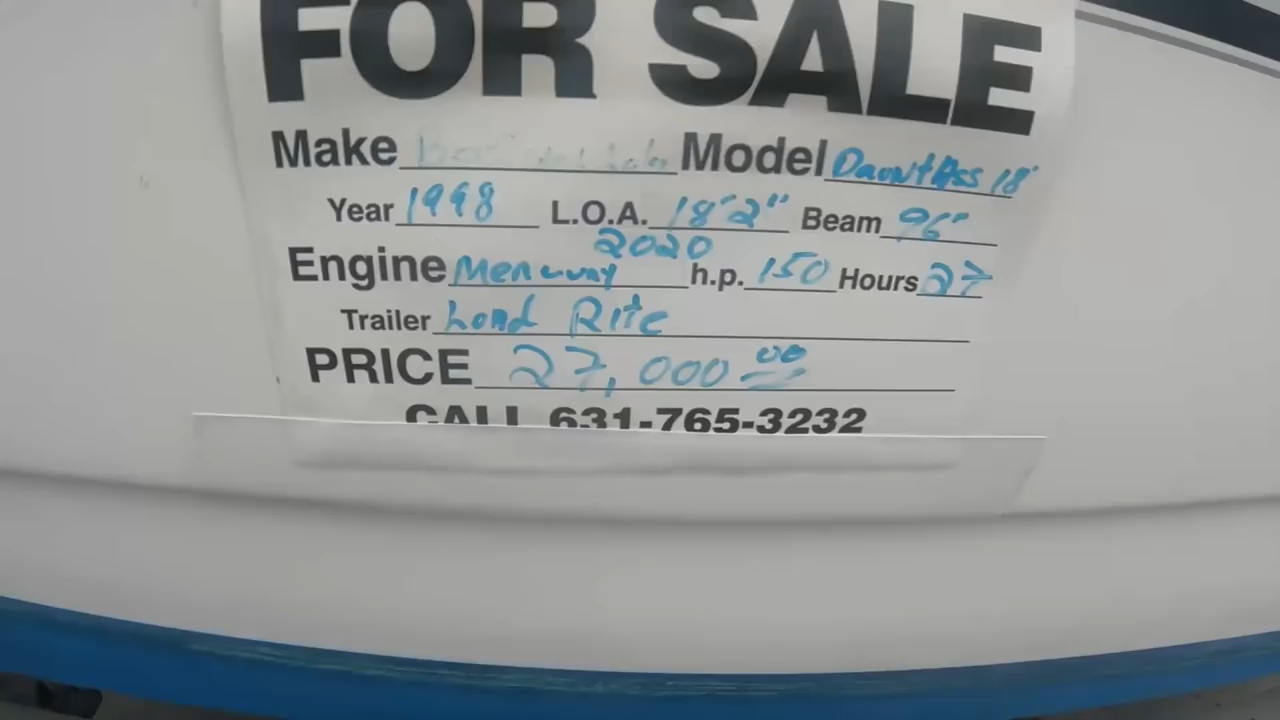 FOR SALE
Make Model Dauntless 18'
Year 1998 L.O.A. 18'2" Beam 96"
2020
Engine Mercury h.p. 150 Hours 27
Trailer Load Rite
PRICE 27,000 00
CALL 631-765-3232